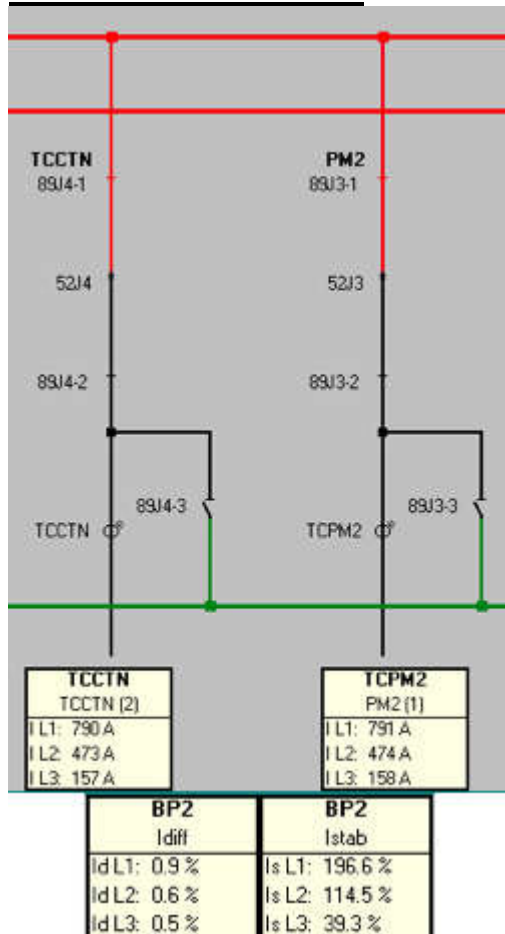 TCCTN
89J4-1
PM2
89J3-1
52J4
52J3
89J4-2
89J3-2
89J4-3
89J3-3
TCCTN
TCPM2
TCCTN
TCCTN (2)
I L1: 790 A
I L2: 473 A
I L3: 157 A
TCPM2
PM2 (1)
I L1: 791 A
I L2: 474 A
I L3: 158 A
BP2
Idiff
Id L1: 0.9 %
Id L2: 0.6 %
Id L3: 0.5 %
BP2
Istab
Is L1: 196.6 %
Is L2: 114.5 %
Is L3: 39.3 %